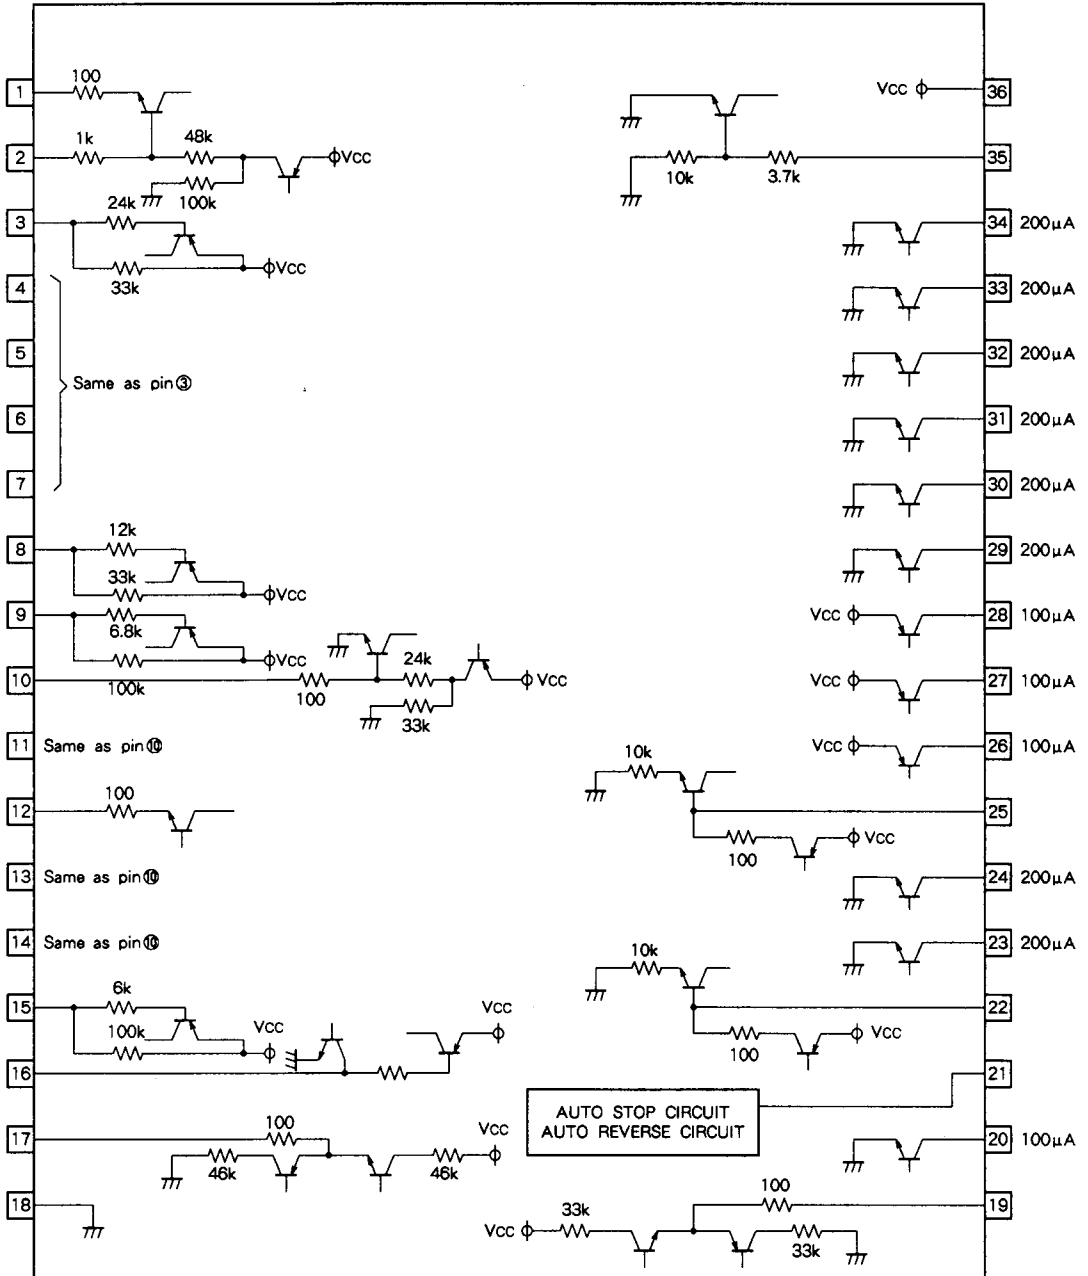 1 100 Vcc 36
2 1k 48k Vcc 100k 10k 3.7k 35
3 24k Vcc 33k 34 200μA
4 33 200μA
5 Same as pin③ 32 200μA
6 31 200μA
7 30 200μA
8 12k 33k Vcc 29 200μA
9 6.8k Vcc 100k Vcc 28 100μA
10 100 24k 33k Vcc Vcc 27 100μA
11 Same as pin⑩ Vcc 26 100μA
12 100 10k 100 Vcc 25
13 Same as pin⑩ 24 200μA
14 Same as pin⑩ 23 200μA
15 6k 100k Vcc Vcc 10k 100 Vcc 22
16 21
AUTO STOP CIRCUIT
AUTO REVERSE CIRCUIT
17 100 46k 46k Vcc 20 100μA
18 Vcc 33k 100 33k 19